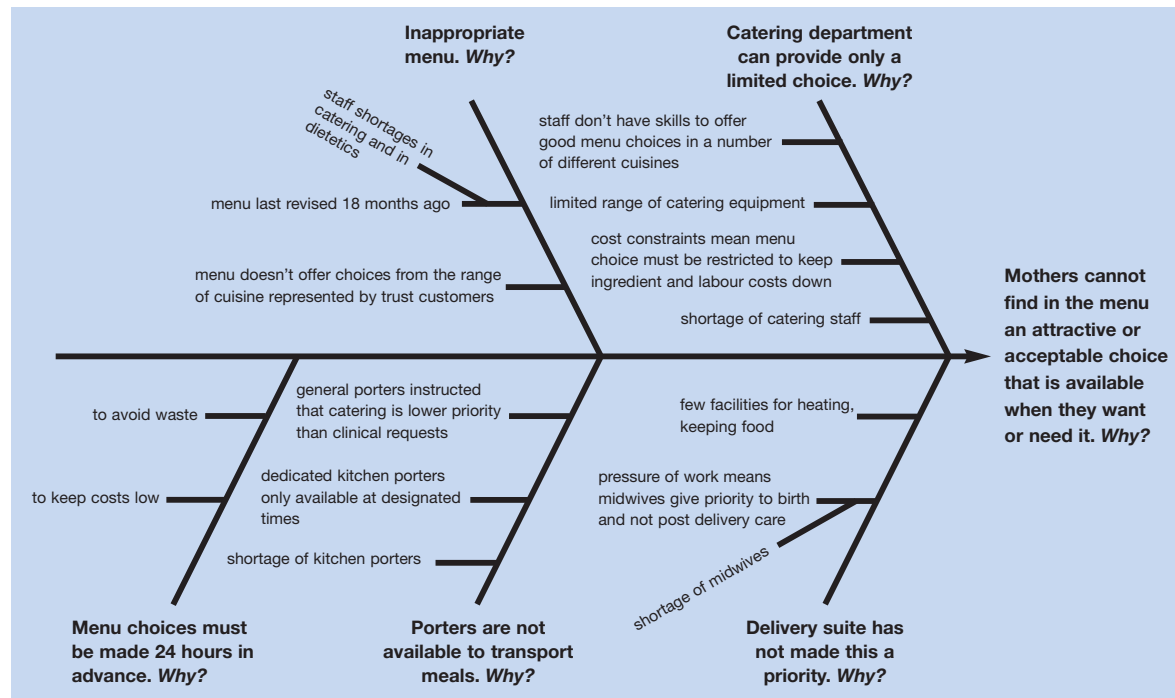 Inappropriate
menu. Why?
Catering department
can provide only a
limited choice. Why?
staff shortages in
catering and in
dietetics
menu last revised 18 months ago
menu doesn’t offer choices from the range
of cuisine represented by trust customers
staff don’t have skills to offer
good menu choices in a number
of different cuisines
limited range of catering equipment
cost constraints mean menu
choice must be restricted to keep
ingredient and labour costs down
shortage of catering staff
Mothers cannot
find in the menu
an attractive or
acceptable choice
that is available
when they want
or need it. Why?
to avoid waste
to keep costs low
general porters instructed
that catering is lower priority
than clinical requests
dedicated kitchen porters
only available at designated
times
shortage of kitchen porters
few facilities for heating,
keeping food
pressure of work means
midwives give priority to birth
and not post delivery care
shortage of midwives
Menu choices must
be made 24 hours in
advance. Why?
Porters are not
available to transport
meals. Why?
Delivery suite has
not made this a
priority. Why?